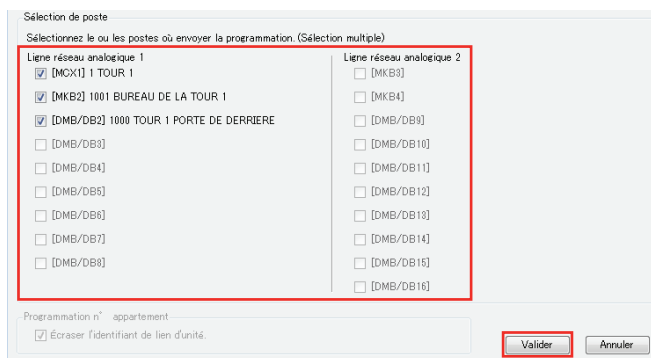 Sélection de poste
Sélectionnez le ou les postes où envoyer la programmation. (Sélection multiple)
Ligne réseau analogique 1
[MCX1] 1 TOUR 1
[MKB2] 1001 BUREAU DE LA TOUR 1
[DMB/DB2] 1000 TOUR 1 PORTE DE DERRIERE
[DMB/DB3]
[DMB/DB4]
[DMB/DB5]
[DMB/DB6]
[DMB/DB7]
[DMB/DB8]
Ligne réseau analogique 2
[MKB3]
[MKB4]
[DMB/DB9]
[DMB/DB10]
[DMB/DB11]
[DMB/DB12]
[DMB/DB13]
[DMB/DB14]
[DMB/DB15]
[DMB/DB16]
Programmation n° appartement
Écraser l'identifiant de lien d'unité.
Valider
Annuler